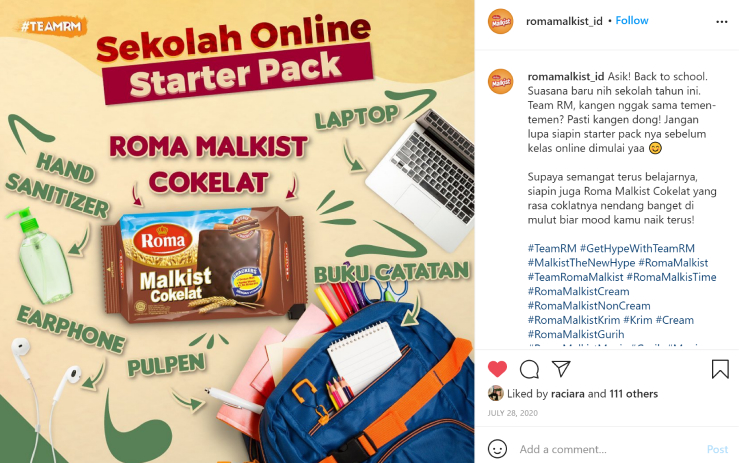 #TEAMRM
Sekolah Online
Starter Pack
LAPTOP
ROMA MALKIST
COKELAT
HAND
SANITIZER
Roma
Malkist
Cokelat
CRACKERS
BUKU CATATAN
EARPHONE
PULPEN
romamalkist_id • Follow
romamalkist_id Asik! Back to school.
Suasana baru nih sekolah tahun ini.
Team RM, kangen nggak sama temen-
temen? Pasti kangen dong! Jangan
lupa siapin starter pack nya sebelum
kelas online dimulai yaa 😊
Supaya semangat terus belajarnya,
siapin juga Roma Malkist Cokelat yang
rasa coklatnya nendang banget di
mulut biar mood kamu naik terus!
#TeamRM #GetHypeWithTeamRM
#MalkistTheNewHype #RomaMalkist
#TeamRomaMalkist #RomaMalkisTime
#RomaMalkistCream
#RomaMalkistNonCream
#RomaMalkistKrim #Krim #Cream
#RomaMalkistGurih
Liked by raciara and 111 others
JULY 28, 2020
Add a comment...
Post